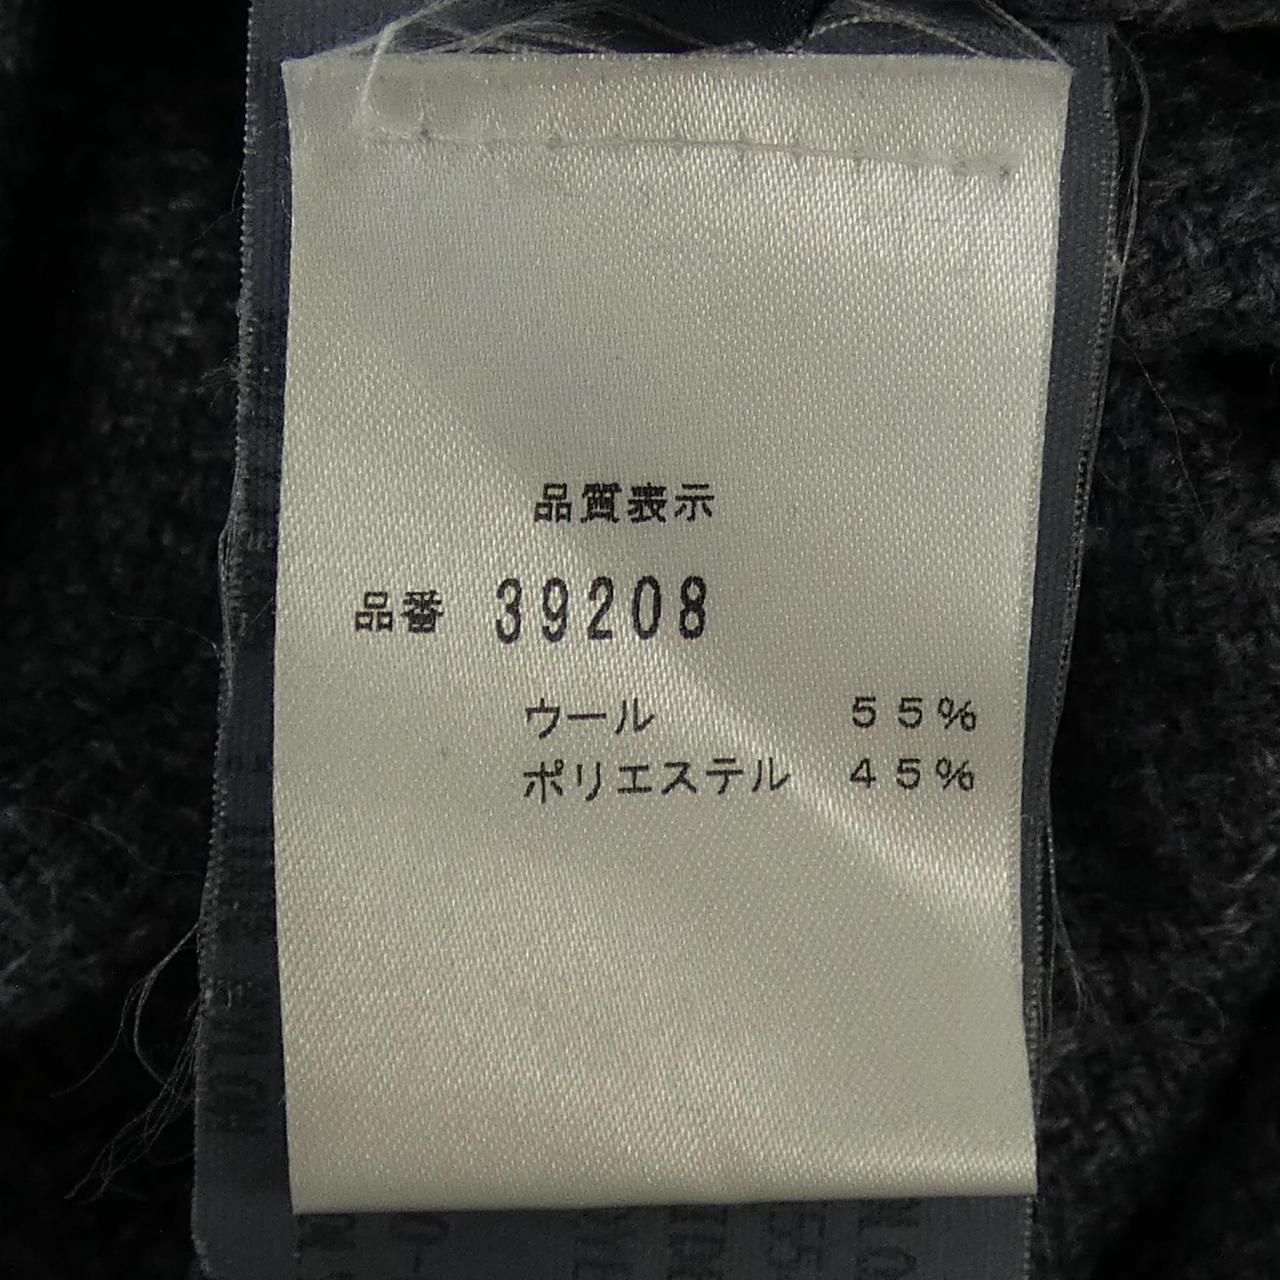 品質表示
品番 39208
ウール 55%
ポリエステル 45%